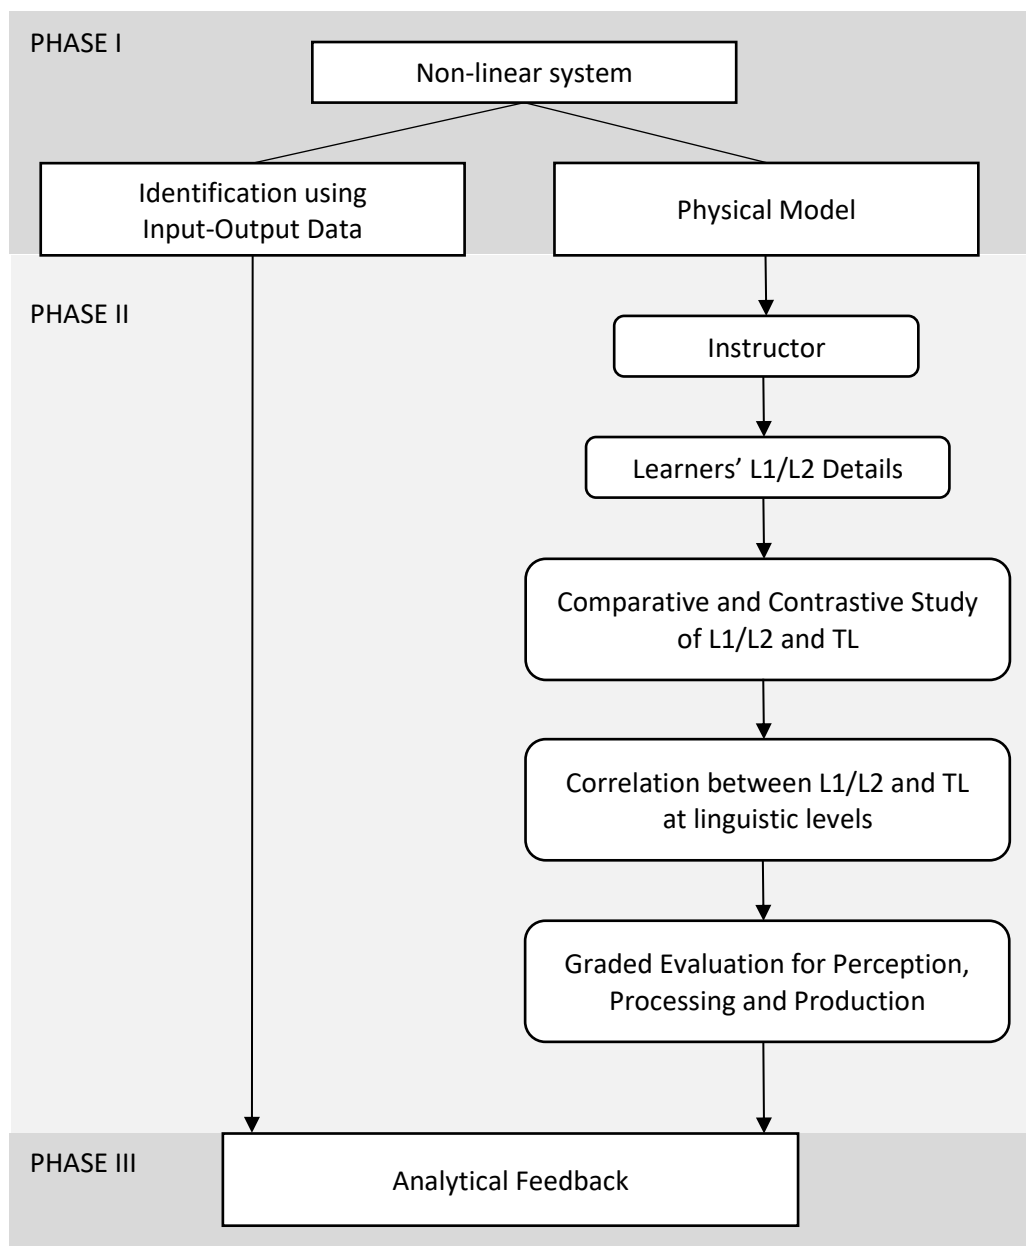 PHASE I
Non-linear system
Identification using
Input-Output Data
Physical Model
PHASE II
Instructor
Learners’ L1/L2 Details
Comparative and Contrastive Study
of L1/L2 and TL
Correlation between L1/L2 and TL
at linguistic levels
Graded Evaluation for Perception,
Processing and Production
PHASE III
Analytical Feedback